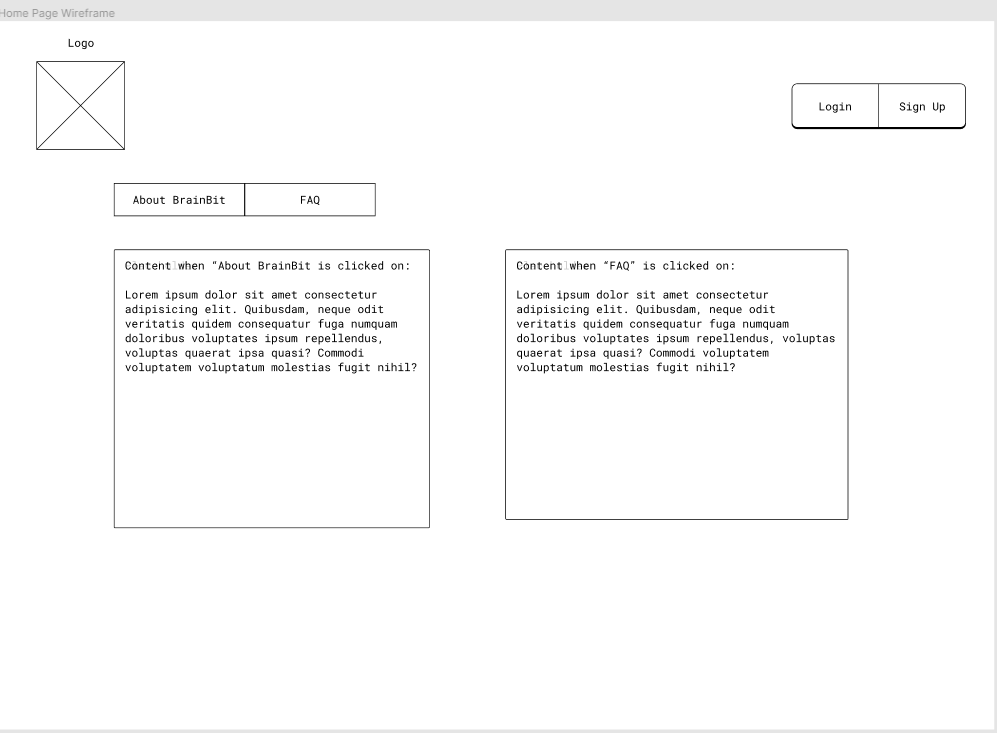 Home Page Wireframe
Logo
Login
Sign Up
About BrainBit
FAQ
Content when “About BrainBit is clicked on:
Lorem ipsum dolor sit amet consectetur
adipisicing elit. Quibusdam, neque odit
veritatis quidem consequatur fuga numquam
doloribus voluptates ipsum repellendus,
voluptas quaerat ipsa quasi? Commodi
voluptatem voluptatum molestias fugit nihil?
Content when “FAQ” is clicked on:
Lorem ipsum dolor sit amet consectetur
adipisicing elit. Quibusdam, neque odit
veritatis quidem consequatur fuga numquam
doloribus voluptates ipsum repellendus, voluptas
quaerat ipsa quasi? Commodi voluptatem
voluptatum molestias fugit nihil?